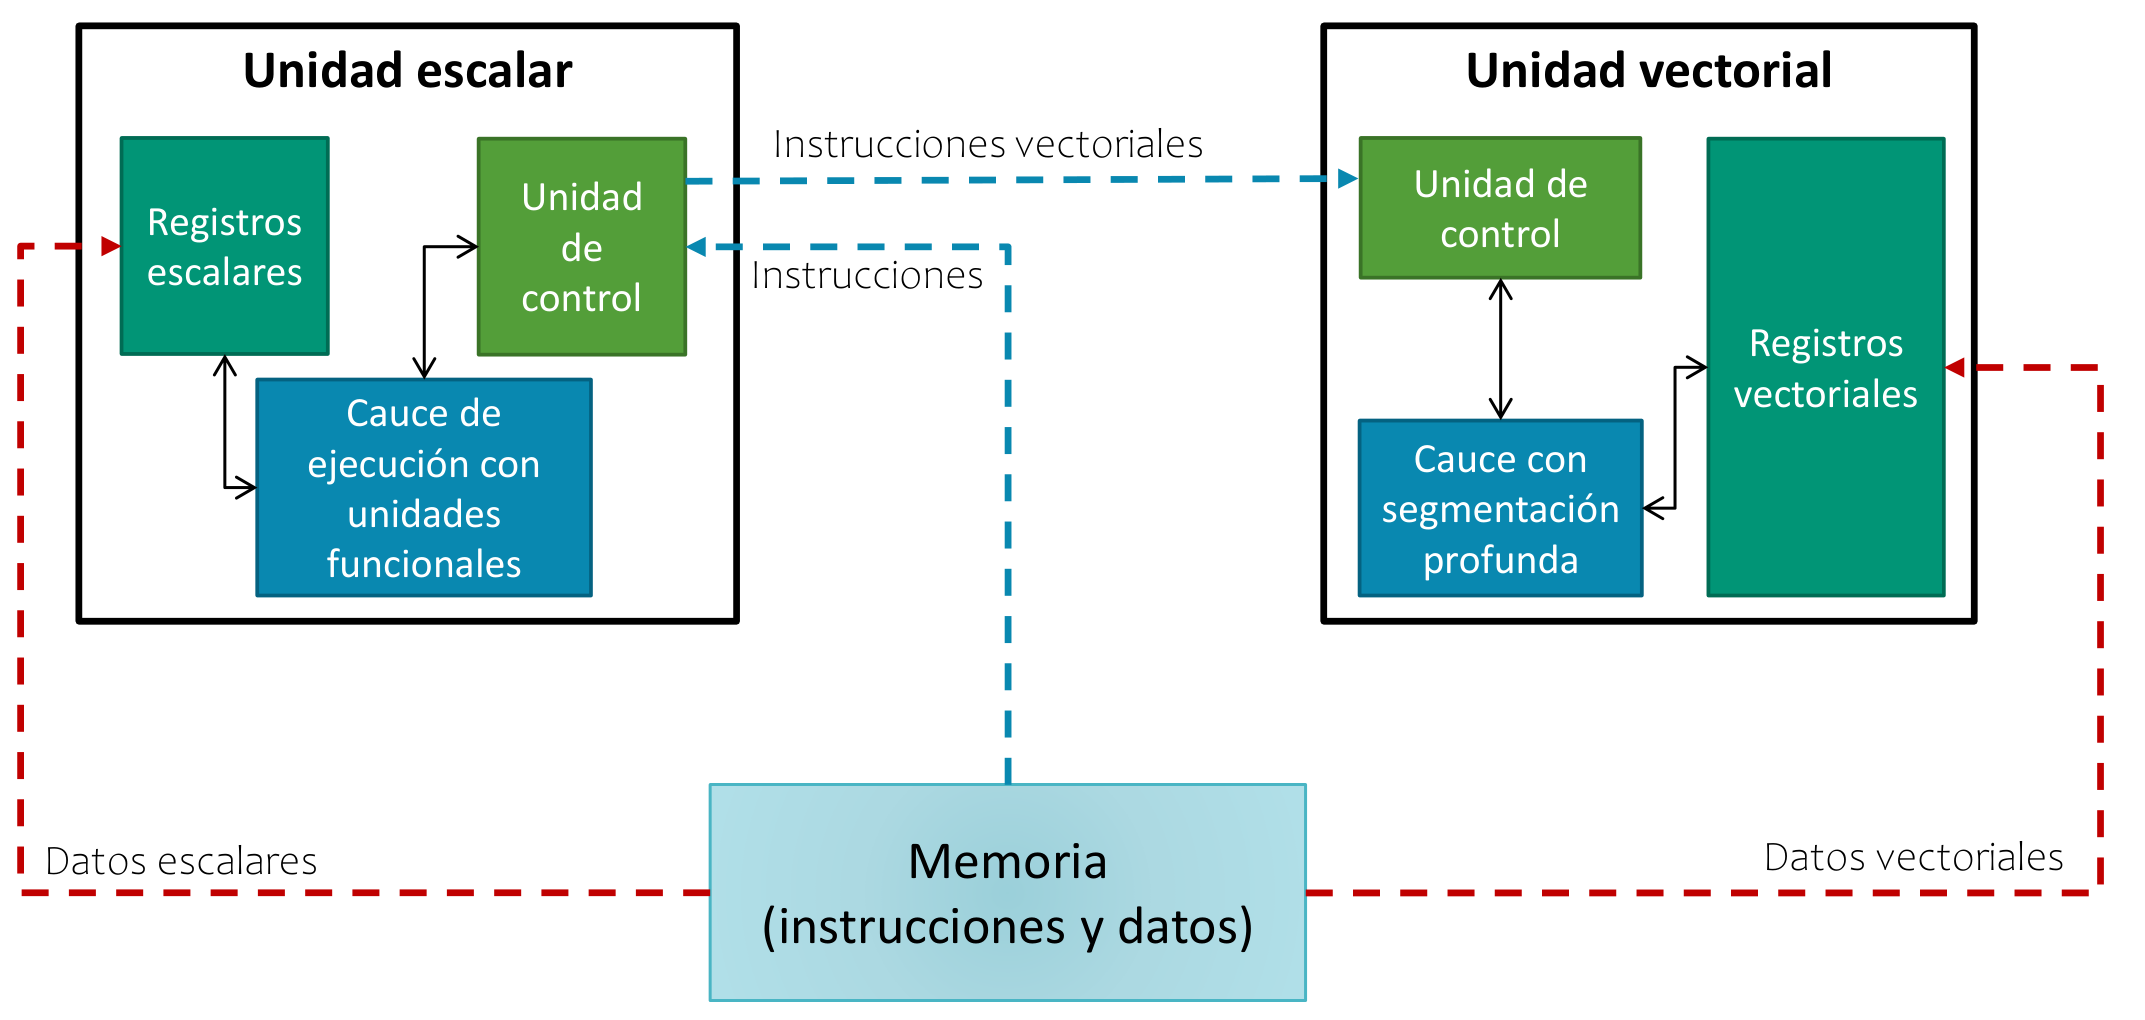 Unidad escalar
Registros
escalares
Unidad
de
control
Cauce de
ejecución con
unidades
funcionales
Instrucciones vectoriales
Instrucciones
Unidad vectorial
Unidad de
control
Registros
vectoriales
Cauce con
segmentación
profunda
Datos escalares
Memoria
(instrucciones y datos)
Datos vectoriales